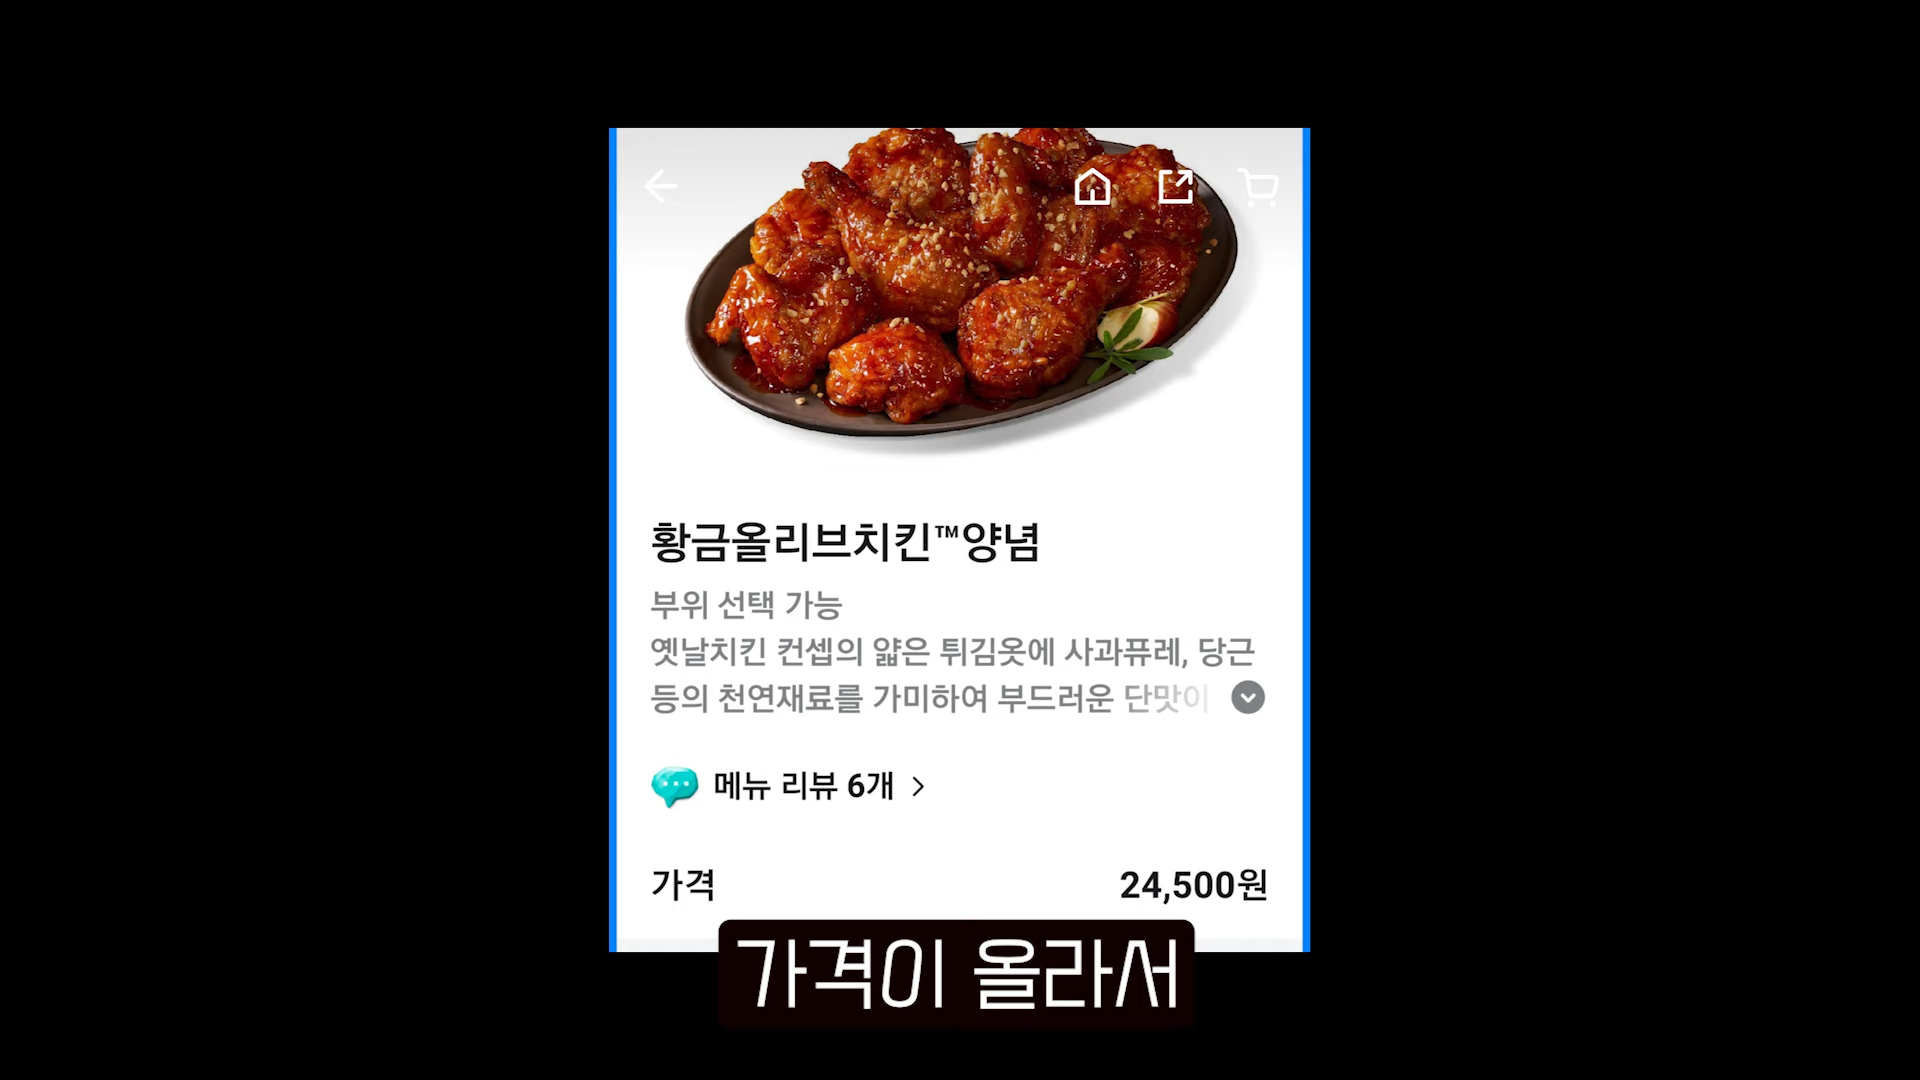 황금올리브치킨™양념
부위 선택 가능
옛날치킨 컨셉의 얇은 튀김옷에 사과퓨레, 당근
등의 천연재료를 가미하여 부드러운 단맛이
메뉴 리뷰 6개 >
가격 24,500원
가격이 올라서